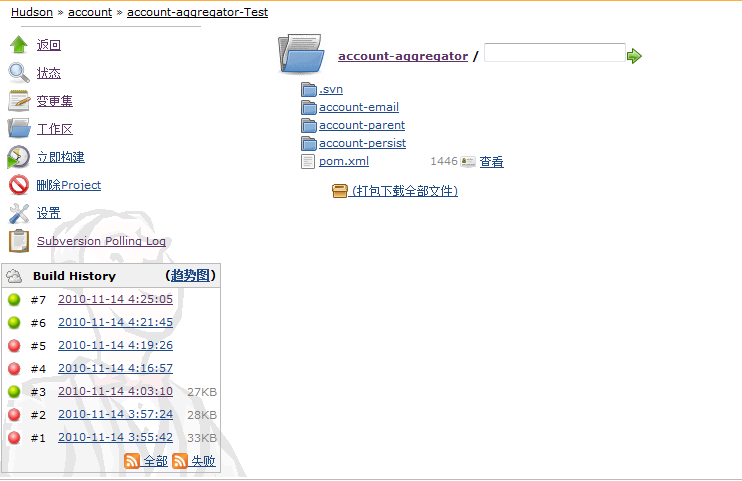 Hudson » account » account-aggregator-Test
返回
状态
变更集
工作区
立即构建
删除Project
设置
Subversion Polling Log
Build History (趋势图)
#7 2010-11-14 4:25:05
#6 2010-11-14 4:21:45
#5 2010-11-14 4:19:26
#4 2010-11-14 4:16:57
#3 2010-11-14 4:03:10 27KB
#2 2010-11-14 3:57:24 28KB
#1 2010-11-14 3:55:42 33KB
全部 失败
account-aggregator /
.svn
account-email
account-parent
account-persist
pom.xml 1446 查看
(打包下载全部文件)